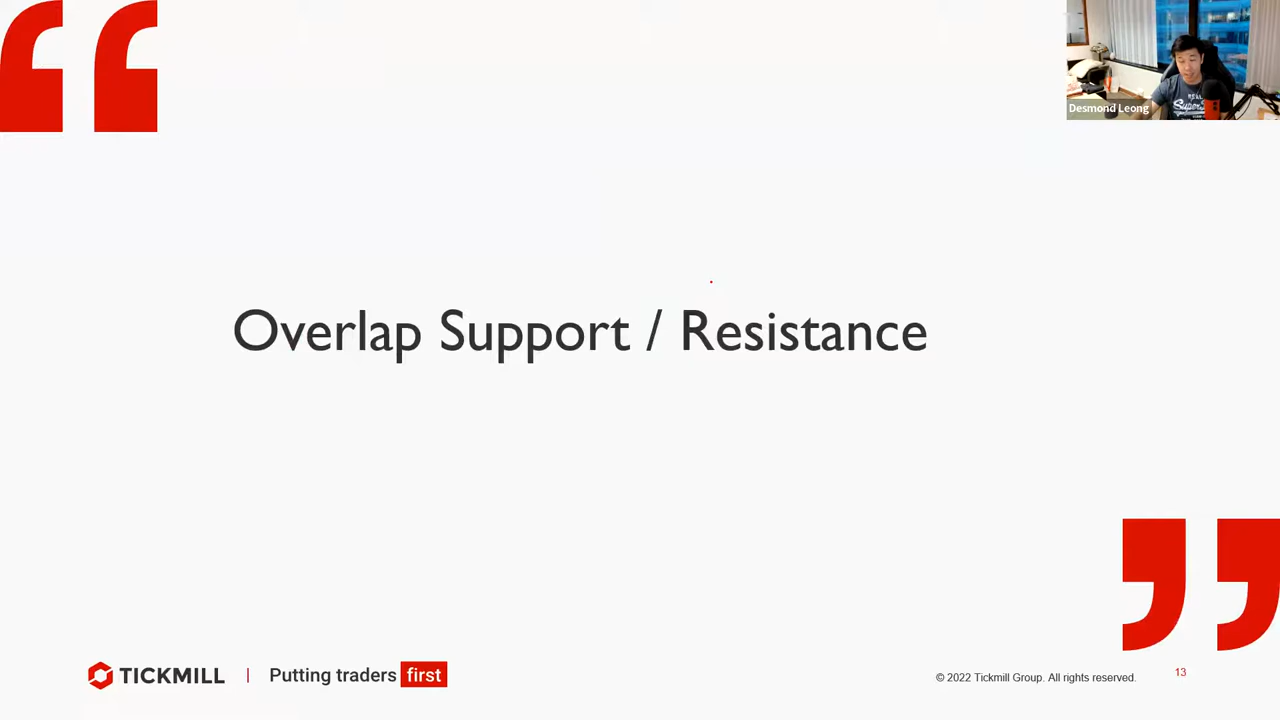 Desmond Leong
Overlap Support / Resistance
TICKMILL | Putting traders first
© 2022 Tickmill Group. All rights reserved.
13